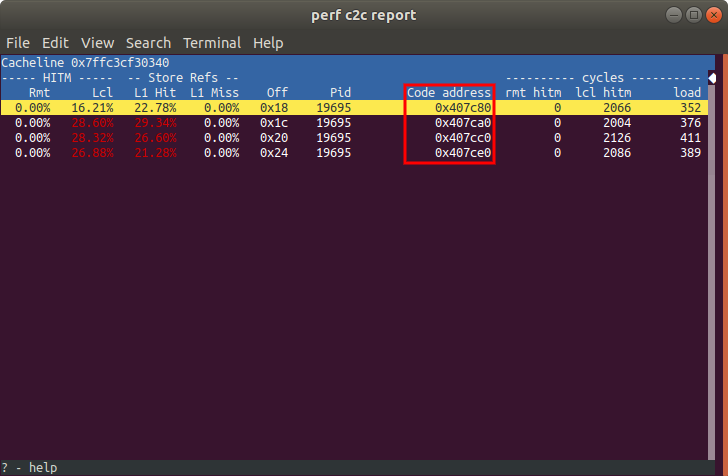 perf c2c report
File Edit View Search Terminal Help
Cacheline 0x7ffc3cf30340
----- HITM ----- -- Store Refs -- ---------- cycles ----------
Rmt Lcl L1 Hit L1 Miss Off Pid Code address rmt hitm lcl hitm load
0.00% 16.21% 22.78% 0.00% 0x18 19695 0x407c80 0 2066 352
0.00% 28.60% 29.34% 0.00% 0x1c 19695 0x407ca0 0 2004 376
0.00% 28.32% 26.60% 0.00% 0x20 19695 0x407cc0 0 2126 411
0.00% 26.88% 21.28% 0.00% 0x24 19695 0x407ce0 0 2086 389
? - help